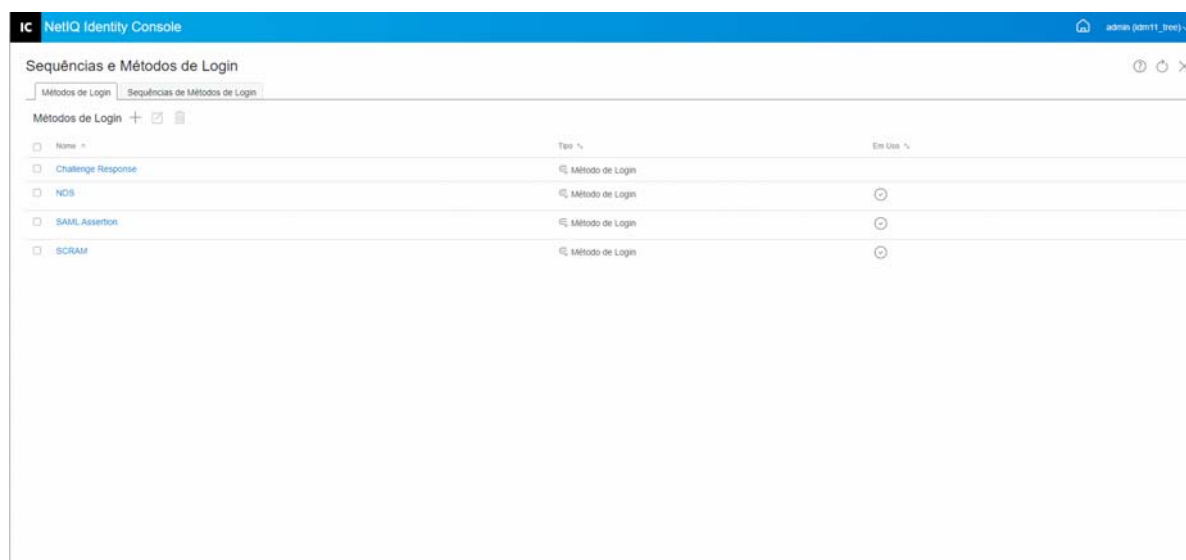 IC NetIQ Identity Console admin (idm11_tree)
Sequências e Métodos de Login
Métodos de Login Sequências de Métodos de Login
Métodos de Login
Nome Tipo Em Uso
Challenge Response Método de Login
NDS Método de Login
SAML Assertion Método de Login
SCRAM Método de Login